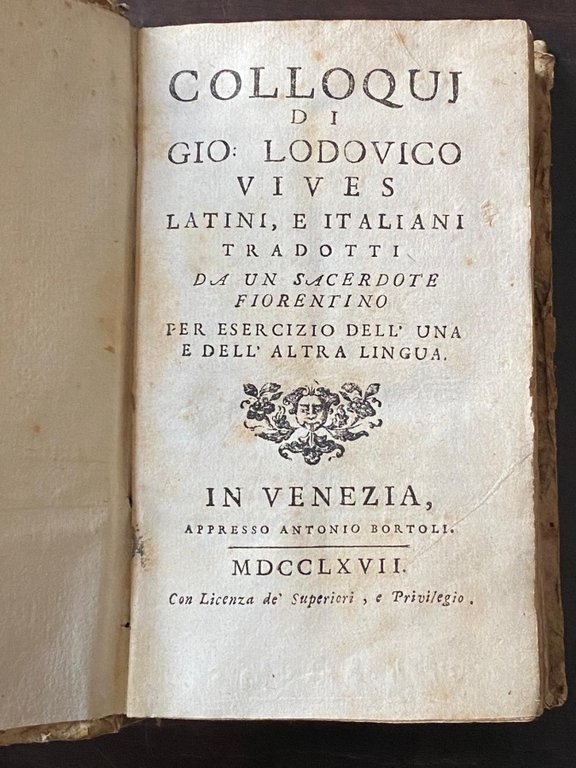 COLLOQUJ
DI
GIO: LODOVICO
VIVES
LATINI, E ITALIANI
TRADOTTI
DA UN SACERDOTE
FIORENTINO
PER ESERCIZIO DELL' UNA
E DELL' ALTRA LINGUA.
IN VENEZIA,
APPRESSO ANTONIO BORTOLI.
MDCCLXVII.
Con Licenza de' Superiori, e Privilegio.